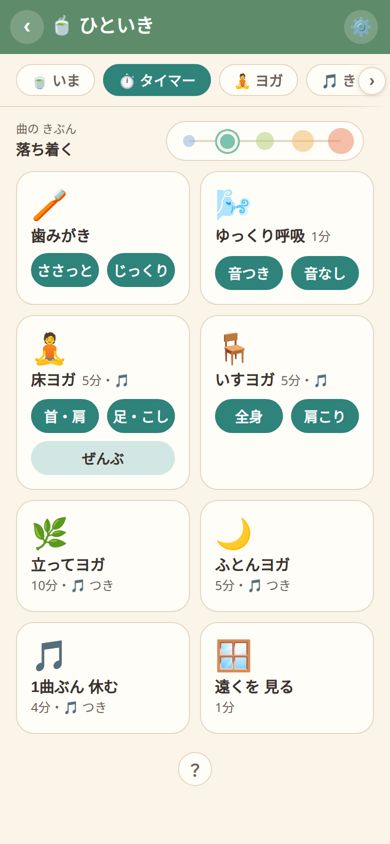 ‹ 🍵 ひといき ⚙️
🍵 いま ⏱️ タイマー 🧘 ヨガ 🎵 き ›
曲の きぶん
落ち着く
歯みがき
ささっと じっくり
ゆっくり呼吸 1分
音つき 音なし
床ヨガ 5分・🎵
首・肩 足・こし
ぜんぶ
いすヨガ 5分・🎵
全身 肩こり
立ってヨガ
10分・🎵 つき
ふとんヨガ
5分・🎵 つき
1曲ぶん 休む
4分・🎵 つき
遠くを 見る
1分
?